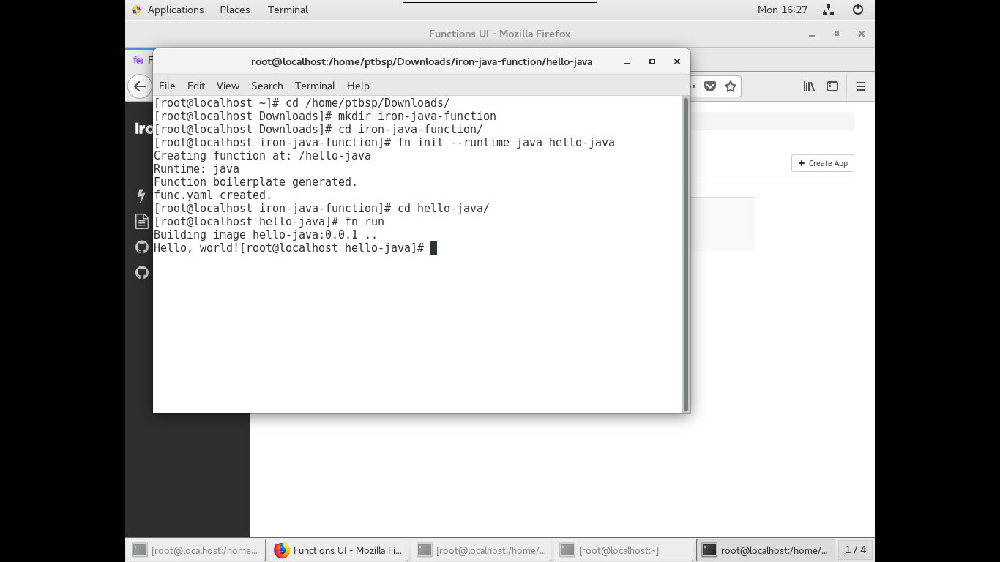 Applications Places Terminal Mon 16:27
Functions UI - Mozilla Firefox
root@localhost:/home/ptbsp/Downloads/iron-java-function/hello-java
File Edit View Search Terminal Help
[root@localhost ~]# cd /home/ptbsp/Downloads/
[root@localhost Downloads]# mkdir iron-java-function
[root@localhost Downloads]# cd iron-java-function/
[root@localhost iron-java-function]# fn init --runtime java hello-java
Creating function at: /hello-java
Runtime: java
Function boilerplate generated.
func.yaml created.
[root@localhost iron-java-function]# cd hello-java/
[root@localhost hello-java]# fn run
Building image hello-java:0.0.1 ..
Hello, world![root@localhost hello-java]#
Create App
[root@localhost:/home... Functions UI - Mozilla Fi... [root@localhost:/home/... [root@localhost:~] root@localhost:/home/... 1 / 4